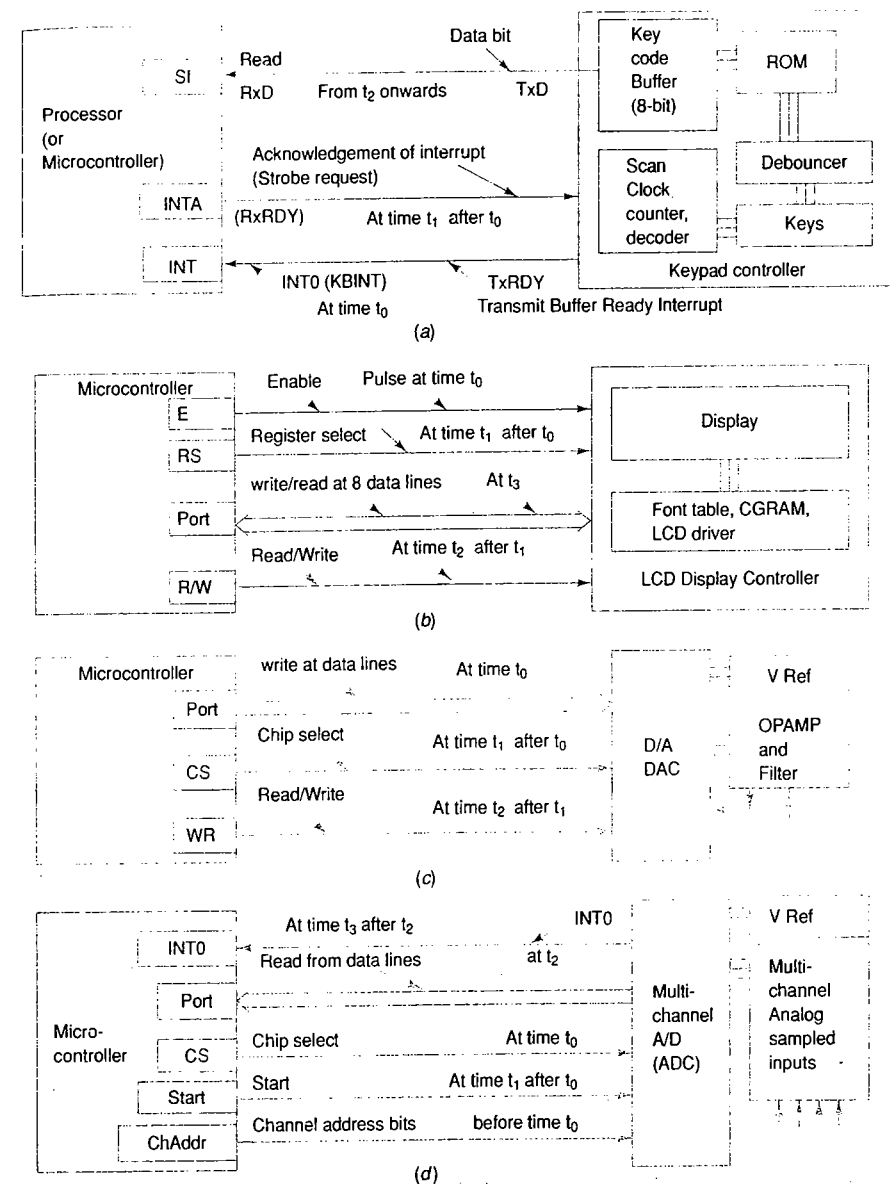 Data bit
Key
code
Buffer
(8-bit)
ROM
SI
Read
RxD From t₂ onwards TxD
Processor
(or
Microcontroller)
Acknowledgement of interrupt
(Strobe request)
Scan
Clock
counter,
decoder
Debouncer
Keys
INTA
(RxRDY) At time t₁ after t₀
INT
INT0 (KBINT) TxRDY
Keypad controller
At time t₀ Transmit Buffer Ready Interrupt
(a)
Microcontroller
Enable Pulse at time t₀
E
Register select At time t₁ after t₀
RS
Display
write/read at 8 data lines At t₃
Port
Font table, CGRAM,
LCD driver
Read/Write At time t₂ after t₁
R/W
LCD Display Controller
(b)
Microcontroller
write at data lines At time t₀
Port
V Ref
Chip select At time t₁ after t₀
CS
D/A
DAC
OPAMP
and
Filter
Read/Write At time t₂ after t₁
WR
(c)
At time t₃ after t₂ INT0
INT0
at t₂
V Ref
Read from data lines
Port
Micro-
controller
Multi-
channel
A/D
(ADC)
Multi-
channel
Analog
sampled
inputs
Chip select At time t₀
CS
Start At time t₁ after t₀
Start
Channel address bits before time t₀
ChAddr
(d)